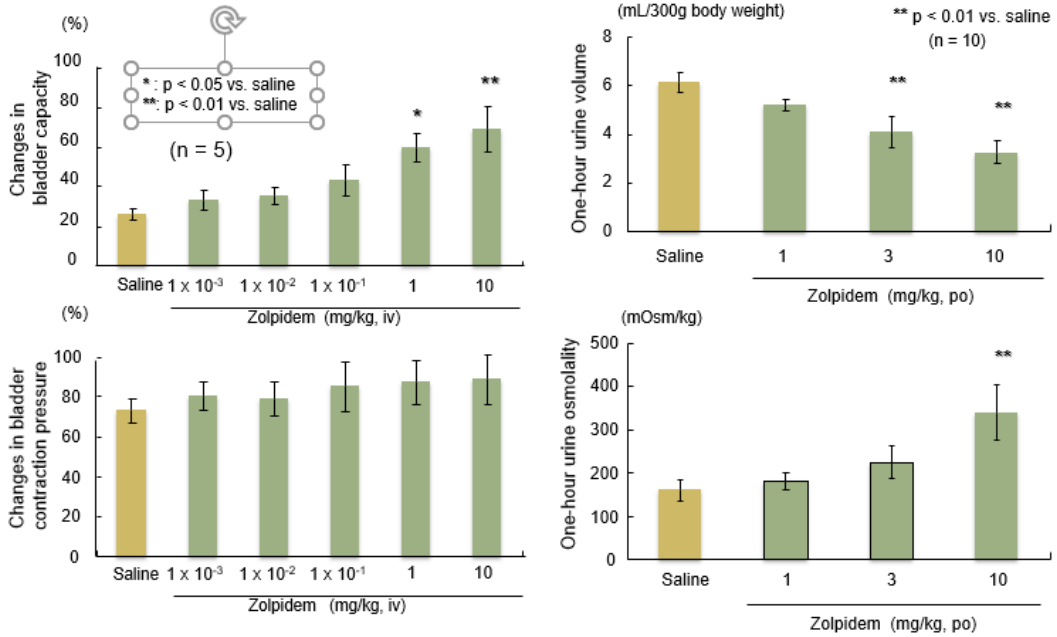 (%)
Changes in
bladder capacity
100
80
60
40
20
0
* : p < 0.05 vs. saline
**: p < 0.01 vs. saline
(n = 5)
*
**
Saline 1 x 10⁻³ 1 x 10⁻² 1 x 10⁻¹ 1 10
Zolpidem (mg/kg, iv)
(mL/300g body weight)
One-hour urine volume
8
6
4
2
0
** p < 0.01 vs. saline
(n = 10)
**
**
Saline 1 3 10
Zolpidem (mg/kg, po)
(%)
Changes in bladder
contraction pressure
100
80
80
80
80
0
Saline 1 x 10⁻³ 1 x 10⁻² 1 x 10⁻¹ 1 10
Zolpidem (mg/kg, iv)
(mOsm/kg)
One-hour urine osmolality
500
400
300
200
100
0
**
Saline 1 3 10
Zolpidem (mg/kg, po)